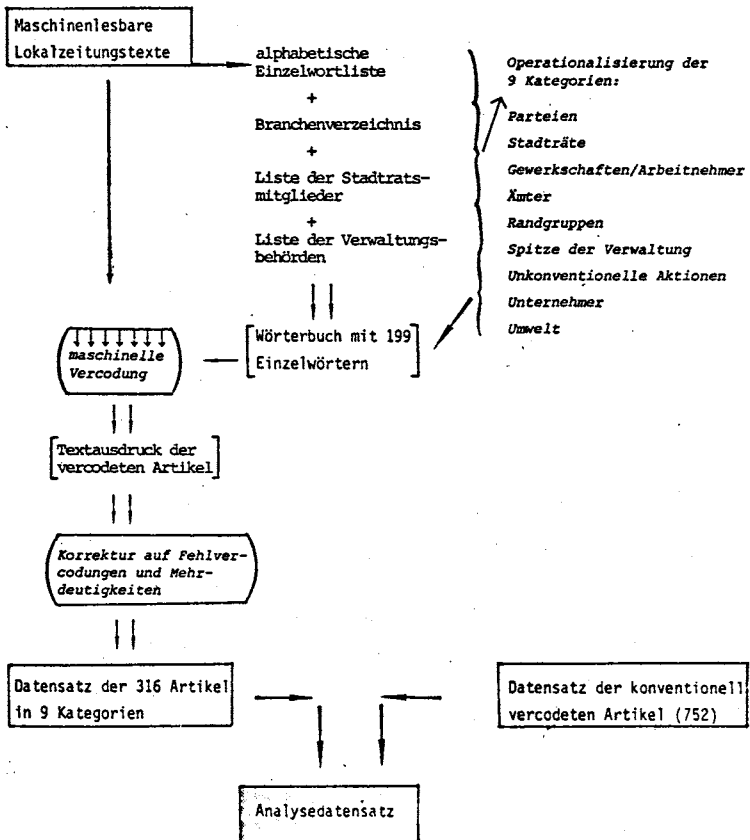 Maschinenlesbare
Lokalzeitungstexte
alphabetische
Einzelwortliste
+
Branchenverzeichnis
+
Liste der Stadtrats-
mitglieder
+
Liste der Verwaltungs-
behörden
Operationalisierung der
9 Kategorien:
Parteien
Stadträte
Gewerkschaften/Arbeitnehmer
Ämter
Randgruppen
Spitze der Verwaltung
Unkonventionelle Aktionen
Unternehmer
Umwelt
Wörterbuch mit 199
Einzelwörtern
maschinelle
Vercodung
Textausdruck der
vercodeten Artikel
Korrektur auf Fehlver-
codungen und Mehr-
deutigkeiten
Datensatz der 316 Artikel
in 9 Kategorien
Datensatz der konventionell
vercodeten Artikel (752)
Analysedatensatz